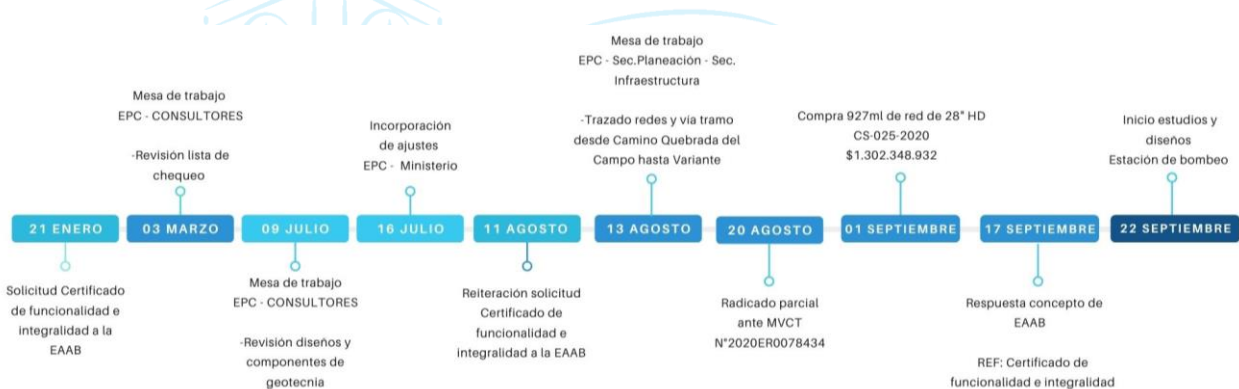 Mesa de trabajo
EPC - Sec.Planeación - Sec.
Infraestructura
-Trazado redes y vía tramo
desde Camino Quebrada del
Campo hasta Variante
Mesa de trabajo
EPC - CONSULTORES
-Revisión lista de
chequeo
Incorporación
de ajustes
EPC - Ministerio
Compra 927ml de red de 28" HD
CS-025-2020
$1.302.348.932
Inicio estudios y
diseños
Estación de bombeo
21 ENERO
03 MARZO
09 JULIO
16 JULIO
11 AGOSTO
13 AGOSTO
20 AGOSTO
01 SEPTIEMBRE
17 SEPTIEMBRE
22 SEPTIEMBRE
Solicitud Certificado
de funcionalidad e
integralidad a la
EAAB
Mesa de trabajo
EPC - CONSULTORES
-Revisión diseños y
componentes de
geotecnia
Reiteración solicitud
Certificado de
funcionalidad e
integralidad a la EAAB
Radicado parcial
ante MVCT
N°2020ER0078434
Respuesta concepto de
EAAB
REF: Certificado de
funcionalidad e integralidad